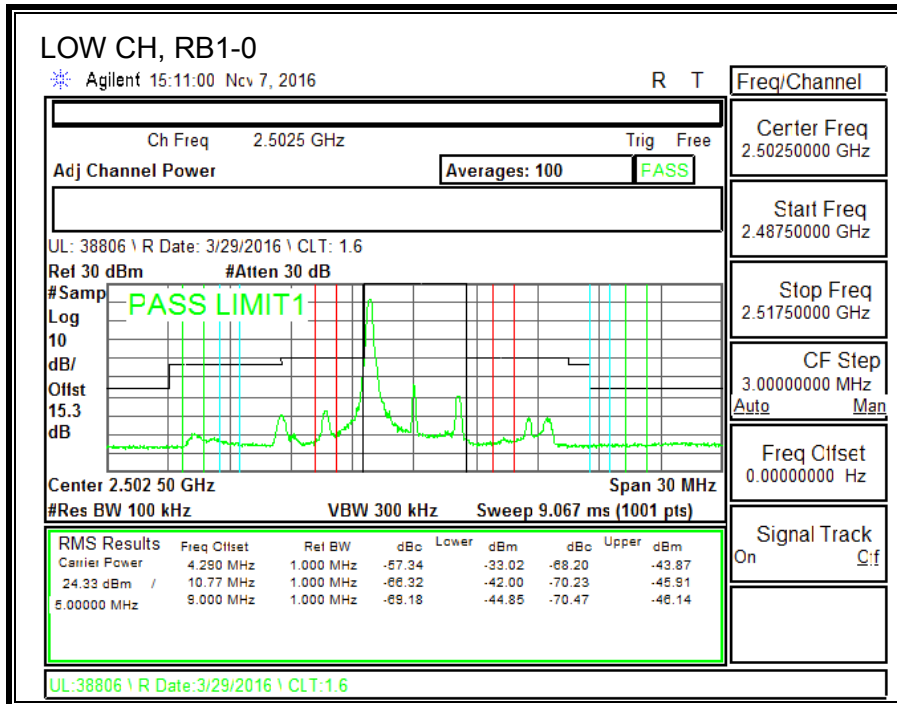 LOW CH, RB1-0
Agilent 15:11:00 Nov 7, 2016 R T
Freq/Channel
Ch Freq 2.5025 GHz Trig Free
Adj Channel Power Averages: 100 PASS
Center Freq
2.50250000 GHz
Start Freq
2.48750000 GHz
UL: 38806 \ R Date: 3/29/2016 \ CLT: 1.6
Ref 30 dBm #Atten 30 dB
#Samp
Log
10
dB/
Offst
15.3
dB
PASS LIMIT1
Stop Freq
2.51750000 GHz
CF Step
3.00000000 MHz
Auto Man
Freq Offset
0.00000000 Hz
Center 2.502 50 GHz Span 30 MHz
#Res BW 100 kHz VBW 300 kHz Sweep 9.067 ms (1001 pts)
Signal Track
On Off
RMS Results Freq Offset Ref BW dBc Lower dBm dBc Upper dBm
Carrier Power 4.290 MHz 1.000 MHz -57.34 -33.02 -68.20 -43.87
24.33 dBm / 10.77 MHz 1.000 MHz -66.32 -42.00 -70.23 -45.91
5.00000 MHz 9.000 MHz 1.000 MHz -69.18 -44.85 -70.47 -46.14
UL:38806 \ R Date:3/29/2016 \ CLT:1.6